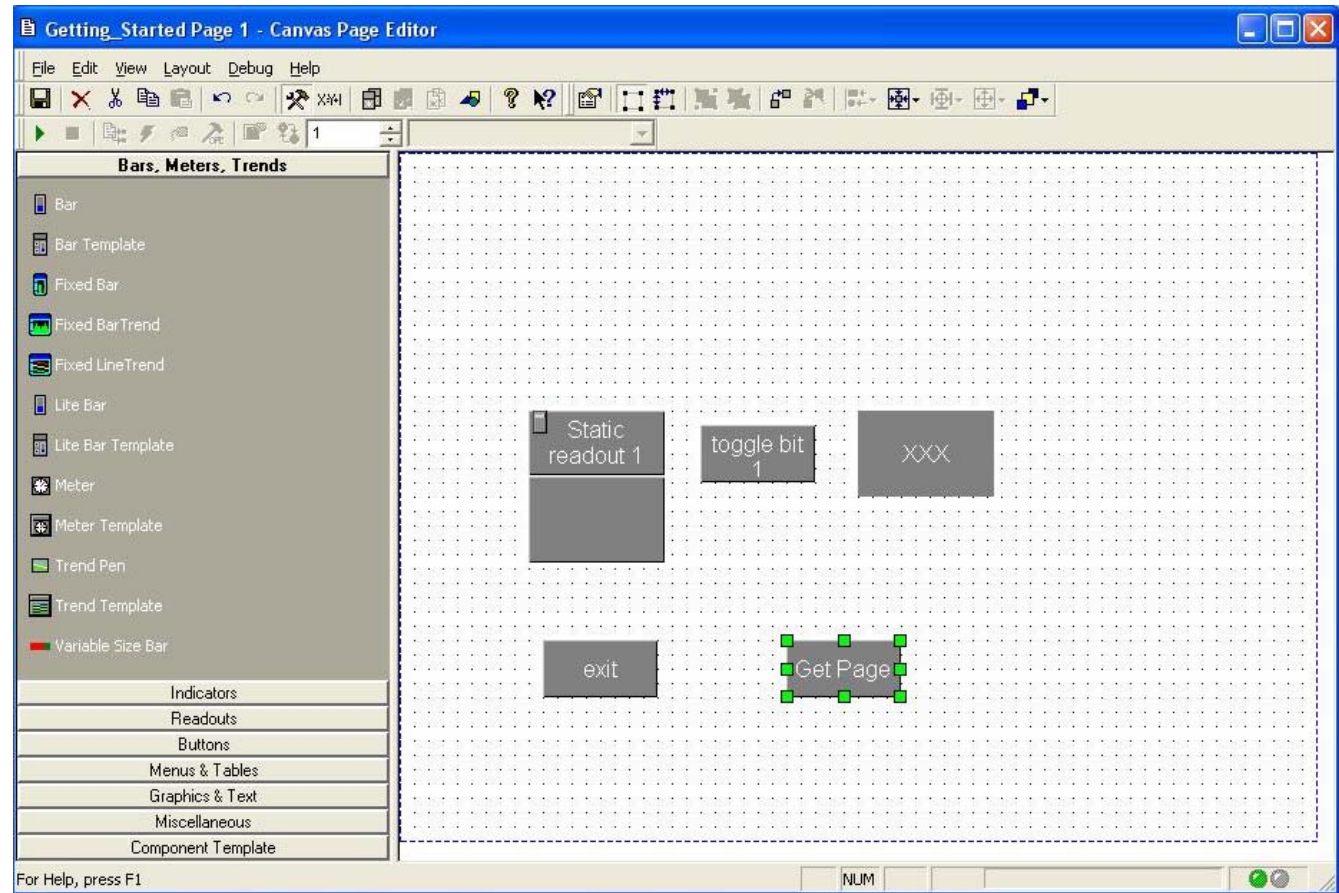 Getting_Started Page 1 - Canvas Page Editor
File Edit View Layout Debug Help
1
Bars, Meters, Trends
Bar
Bar Template
Fixed Bar
Fixed BarTrend
Fixed LineTrend
Lite Bar
Lite Bar Template
Meter
Meter Template
Trend Pen
Trend Template
Variable Size Bar
Indicators
Readouts
Buttons
Menus & Tables
Graphics & Text
Miscellaneous
Component Template
Static
readout 1
toggle bit
1
XXX
exit
Get Page
For Help, press F1
NUM